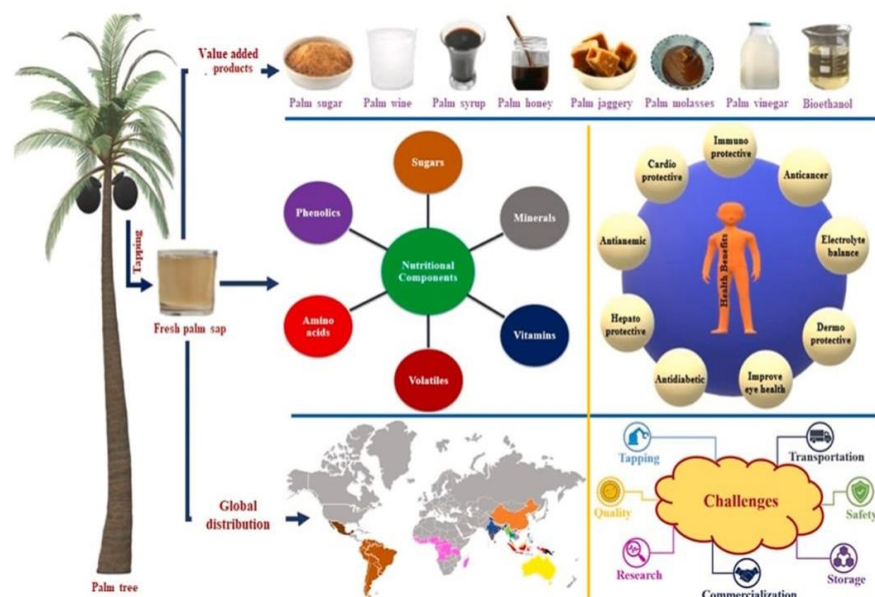 Value added
products
Palm sugar
Palm wine
Palm syrup
Palm honey
Palm jaggery
Palm molasses
Palm vinegar
Bioethanol
Tapping
Fresh palm sap
Palm tree
Sugars
Phenolics
Minerals
Nutritional
Components
Amino
acids
Vitamins
Volatiles
Immuno
protective
Cardio
protective
Anticancer
Antianemic
Electrolyte
balance
Health Benefits
Hepato
protective
Dermo
protective
Antidiabetic
Improve
eye health
Global
distribution
Tapping
Transportation
Quality
Challenges
Safety
Research
Storage
Commercialization